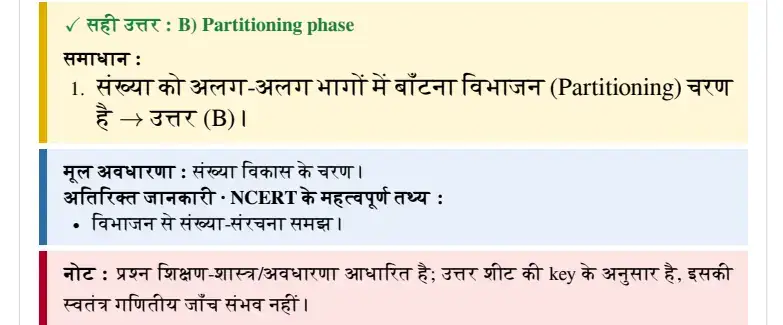 ✓ सही उत्तर : B) Partitioning phase
समाधान :
1. संख्या को अलग-अलग भागों में बाँटना विभाजन (Partitioning) चरण
है → उत्तर (B)।
मूल अवधारणा : संख्या विकास के चरण।
अतिरिक्त जानकारी · NCERT के महत्वपूर्ण तथ्य :
• विभाजन से संख्या-संरचना समझ।
नोट : प्रश्न शिक्षण-शास्त्र/अवधारणा आधारित है; उत्तर शीट की key के अनुसार है, इसकी
स्वतंत्र गणितीय जाँच संभव नहीं।